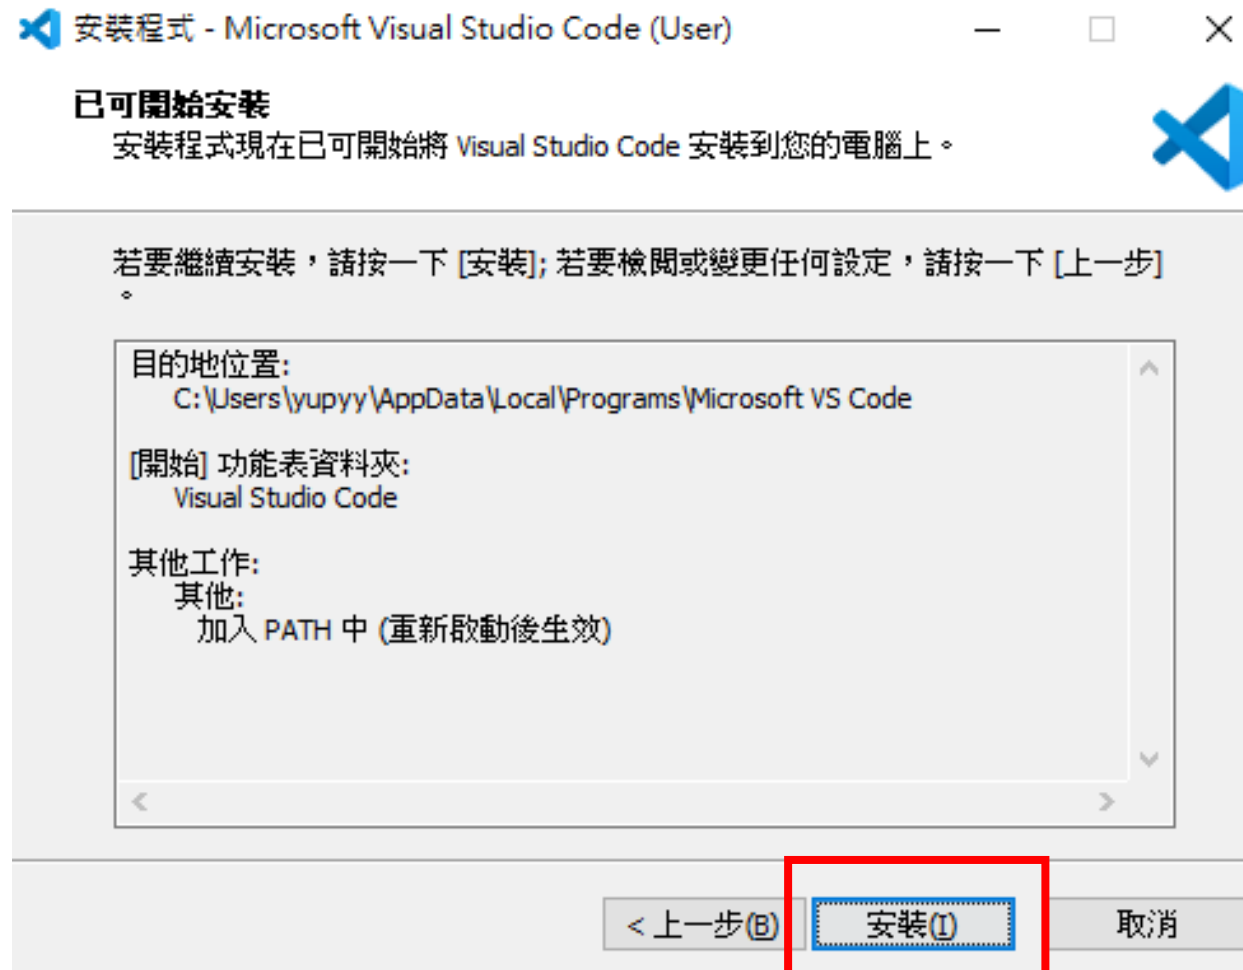 安裝程式 - Microsoft Visual Studio Code (User)
已可開始安裝
安裝程式現在已可開始將 Visual Studio Code 安裝到您的電腦上。
若要繼續安裝，請按一下 [安裝]; 若要檢閱或變更任何設定，請按一下 [上一步]
。
目的地位置:
C:\Users\yupyy\AppData\Local\Programs\Microsoft VS Code
[開始] 功能表資料夾:
Visual Studio Code
其他工作:
其他:
加入 PATH 中 (重新啟動後生效)
< 上一步(B) 安裝(I) 取消